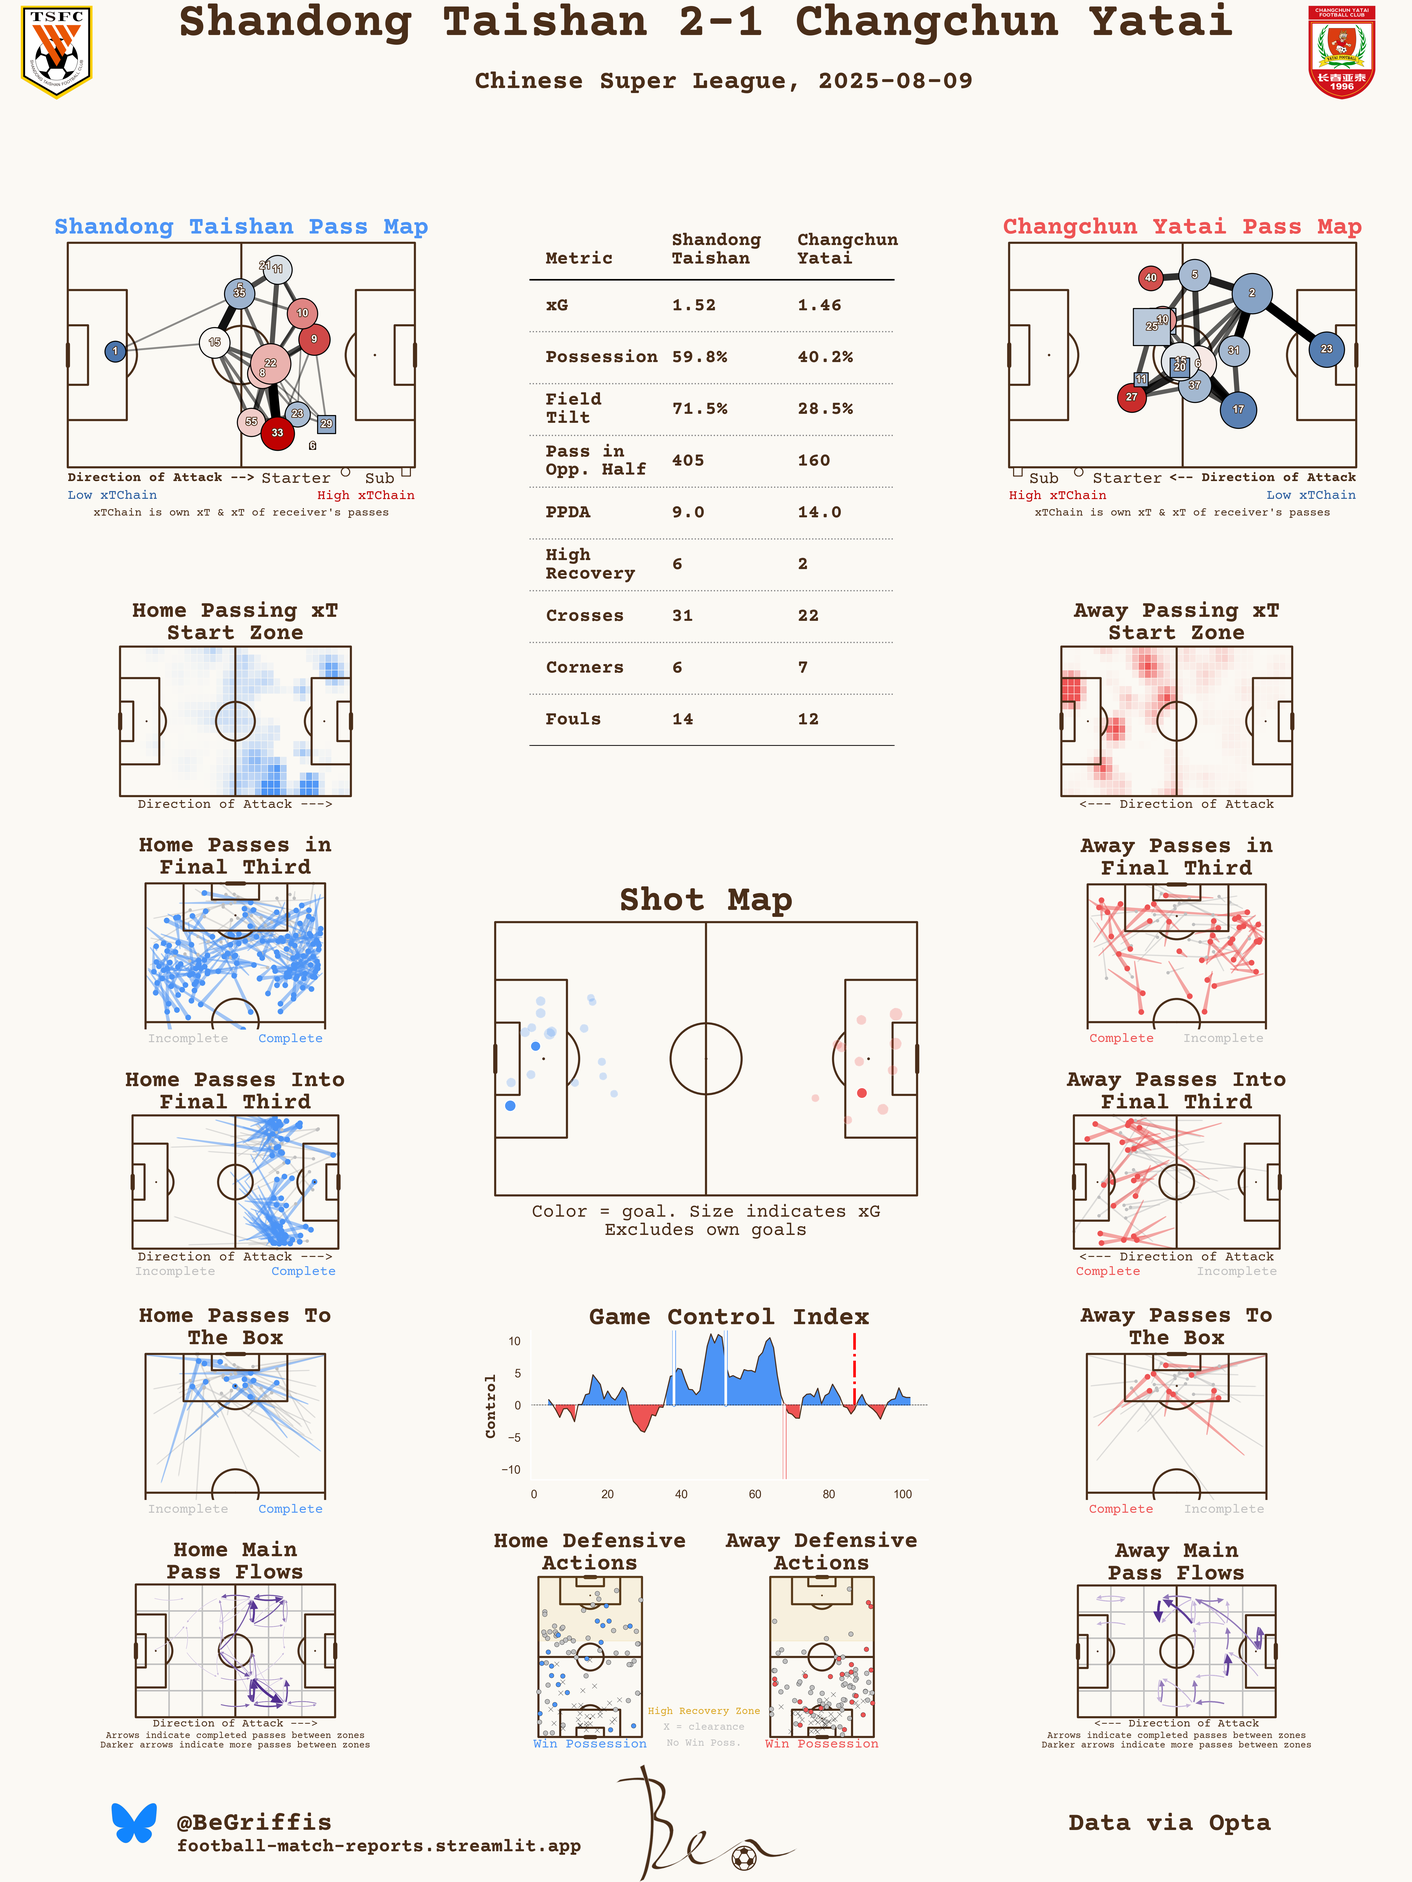 TSFC
SHANDONG TAISHAN FOOTBALL CLUB
Shandong Taishan 2-1 Changchun Yatai
Chinese Super League, 2025-08-09
CHANGCHUN YATAI
FOOTBALL CLUB
YATAI FOOTBALL
长春亚泰
1996
Shandong Taishan Pass Map
21
11
5
35
10
9
15
1
22
8
55
33
23
29
6
Direction of Attack --> Starter Sub
Low xTChain High xTChain
xTChain is own xT & xT of receiver's passes
Metric Shandong Taishan Changchun Yatai
xG 1.52 1.46
Possession 59.8% 40.2%
Field Tilt 71.5% 28.5%
Pass in Opp. Half 405 160
PPDA 9.0 14.0
High Recovery 6 2
Crosses 31 22
Corners 6 7
Fouls 14 12
Changchun Yatai Pass Map
40
5
2
10
25
31
23
15
20
6
11
37
27
17
Sub Starter <-- Direction of Attack
High xTChain Low xTChain
xTChain is own xT & xT of receiver's passes
Home Passing xT
Start Zone
Direction of Attack --->
Away Passing xT
Start Zone
<--- Direction of Attack
Home Passes in
Final Third
Incomplete Complete
Away Passes in
Final Third
Complete Incomplete
Shot Map
Color = goal. Size indicates xG
Excludes own goals
Home Passes Into
Final Third
Direction of Attack --->
Incomplete Complete
Away Passes Into
Final Third
<--- Direction of Attack
Complete Incomplete
Home Passes To
The Box
Incomplete Complete
Game Control Index
Control
10
5
0
−5
−10
0 20 40 60 80 100
Away Passes To
The Box
Complete Incomplete
Home Main
Pass Flows
Direction of Attack --->
Arrows indicate completed passes between zones
Darker arrows indicate more passes between zones
Home Defensive
Actions
Win Possession
High Recovery Zone
X = clearance
No Win Poss.
Away Defensive
Actions
Win Possession
Away Main
Pass Flows
<--- Direction of Attack
Arrows indicate completed passes between zones
Darker arrows indicate more passes between zones
@BeGriffis
football-match-reports.streamlit.app
Ben
Data via Opta